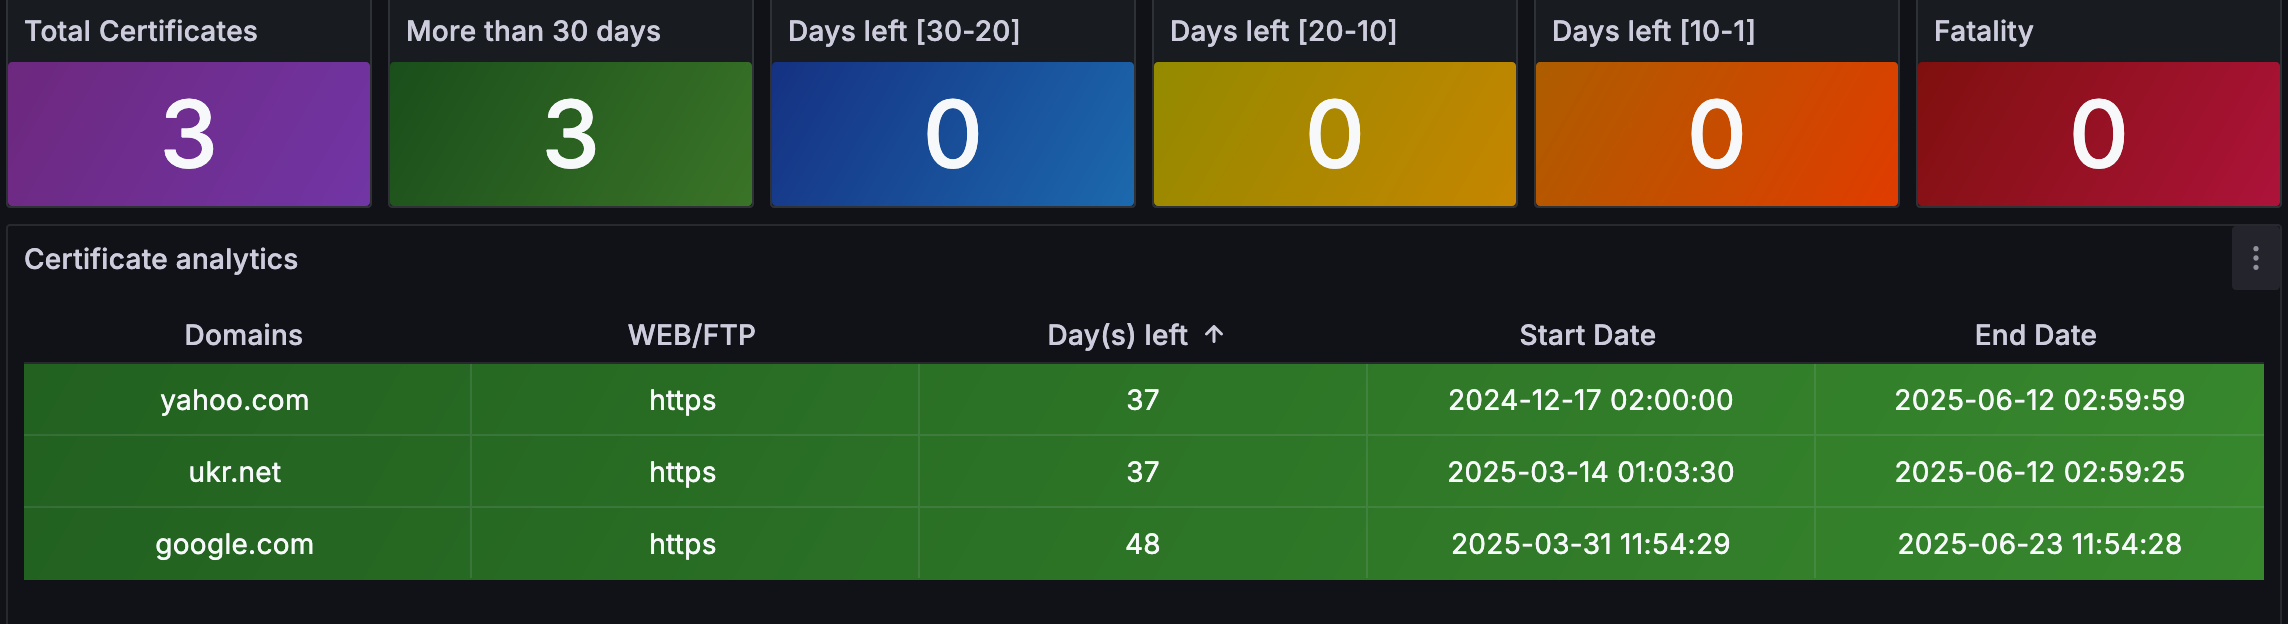 Total Certificates
More than 30 days
Days left [30-20]
Days left [20-10]
Days left [10-1]
Fatality
3
3
0
0
0
0
Certificate analytics
Domains WEB/FTP Day(s) left ↑ Start Date End Date
yahoo.com https 37 2024-12-17 02:00:00 2025-06-12 02:59:59
ukr.net https 37 2025-03-14 01:03:30 2025-06-12 02:59:25
google.com https 48 2025-03-31 11:54:29 2025-06-23 11:54:28